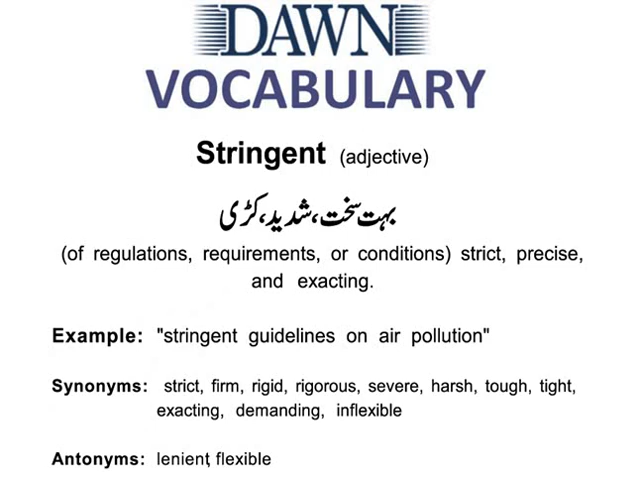 DAWN
VOCABULARY
Stringent (adjective)
بہت سخت، شدید، کڑی
(of regulations, requirements, or conditions) strict, precise,
and exacting.
Example: "stringent guidelines on air pollution"
Synonyms: strict, firm, rigid, rigorous, severe, harsh, tough, tight,
exacting, demanding, inflexible
Antonyms: lenient, flexible